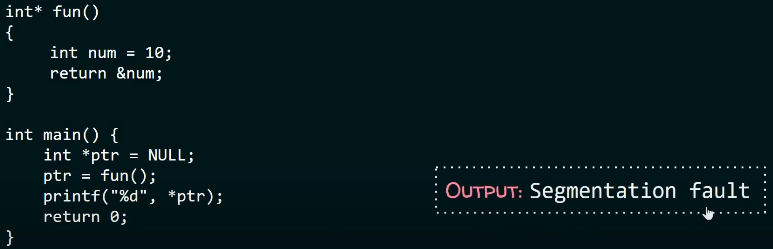 int* fun()
{
int num = 10;
return &num;
}
int main() {
int *ptr = NULL;
ptr = fun();
printf("%d", *ptr);
return 0;
}
OUTPUT: Segmentation fault